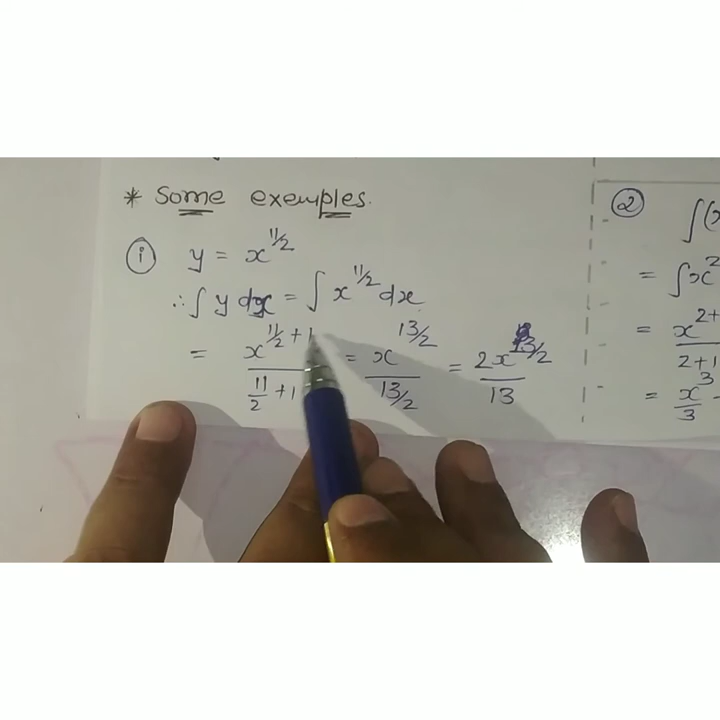 * Some exemples.
(i) y = x^11/2
∴ ∫ y dx = ∫ x^11/2 dx
= x^(11/2 + 1) / (11/2 + 1) = x^13/2 / 13/2 = 2x^13/2 / 13
(2) ∫(x
= ∫x^2
= x^2+ / 2+1
= x^3 / 3 -